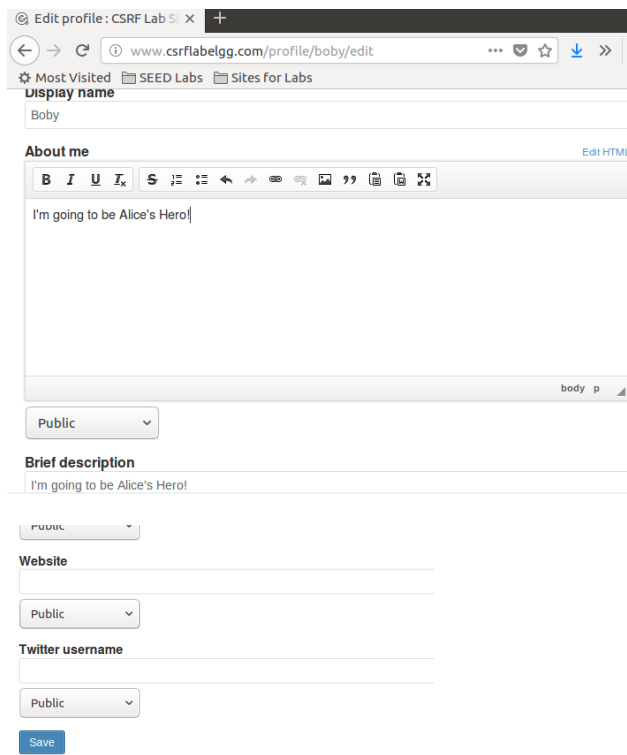 Edit profile : CSRF Lab Si
www.csrflabelgg.com/profile/boby/edit
Most Visited SEED Labs Sites for Labs
Display name
Boby
About me Edit HTML
B I U Ix S
I'm going to be Alice's Hero!
body p
Public
Brief description
I'm going to be Alice's Hero!
Public
Website
Public
Twitter username
Public
Save